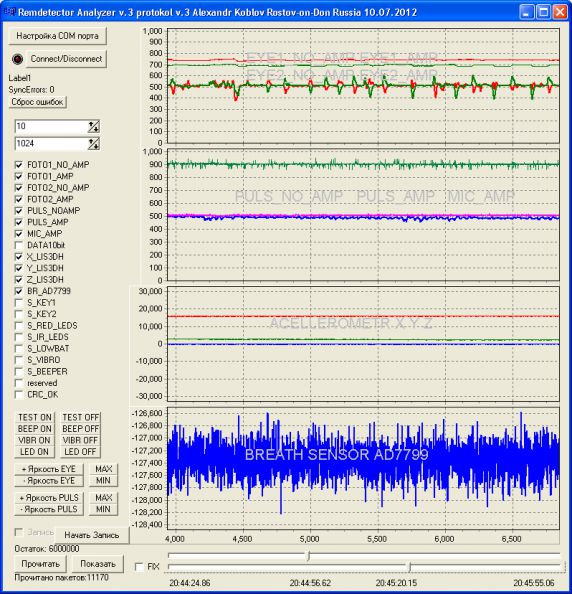 Remdetector Analyzer v.3 protokol v.3 Alexandr Koblov Rostov-on-Don Russia 10.07.2012
Настройка COM порта
Connect/Disconnect
Label1
SyncErrors: 0
Сброс ошибок
10
1024
FOTO1_NO_AMP
FOTO1_AMP
FOTO2_NO_AMP
FOTO2_AMP
PULS_NOAMP
PULS_AMP
MIC_AMP
DATA10bit
X_LIS3DH
Y_LIS3DH
Z_LIS3DH
BR_AD7799
S_KEY1
S_KEY2
S_RED_LEDS
S_IR_LEDS
S_LOWBAT
S_VIBRO
S_BEEPER
reserved
CRC_OK
TEST ON TEST OFF
BEEP ON BEEP OFF
VIBR ON VIBR OFF
LED ON LED OFF
+ Яркость EYE MAX
- Яркость EYE MIN
+ Яркость PULS MAX
- Яркость PULS MIN
Запись Начать Запись
Остаток: 6000000
Прочитать Показать
Прочитано пакетов:11170
1,000
900
800
700
600
500
400
300
200
100
0
EYE1_NO_AMP EYE1_AMP
EYE2_NO_AMP EYE2_AMP
1,000
900
800
700
600
500
400
300
200
100
0
PULS_NO_AMP PULS_AMP MIC_AMP
30,000
20,000
10,000
0
-10,000
-20,000
-30,000
ACELLEROMETR X Y Z
-126,600
-126,800
-127,000
-127,200
-127,400
-127,600
-127,800
-128,000
-128,200
-128,400
BREATH SENSOR AD7799
4,000 4,500 5,000 5,500 6,000 6,500
FIX
20:44:24.86 20:44:56.62 20:45:20.15 20:45:55.06